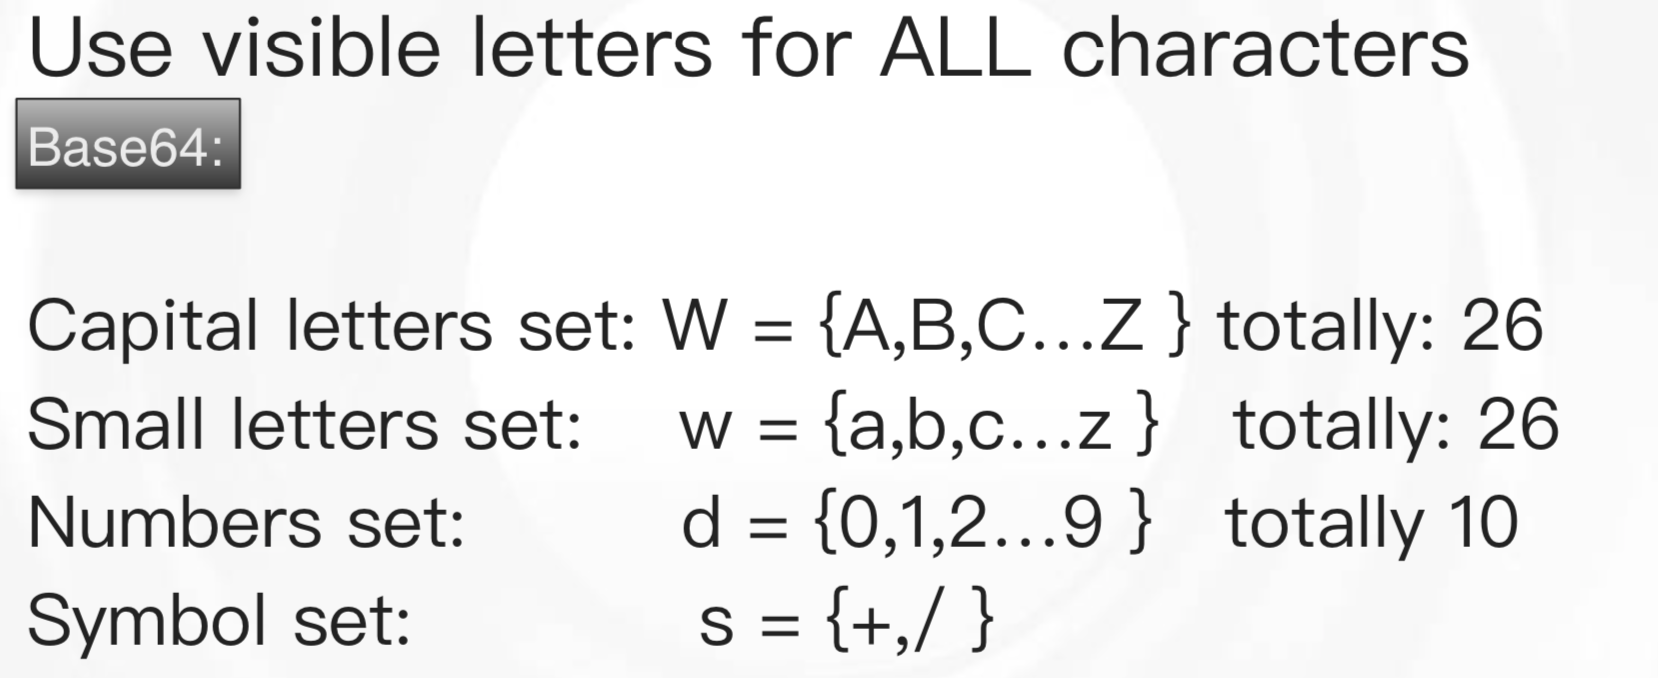 Use visible letters for ALL characters
Base64:
Capital letters set: W = {A,B,C...Z } totally: 26
Small letters set: w = {a,b,c...z } totally: 26
Numbers set: d = {0,1,2...9 } totally 10
Symbol set: s = {+,/ }